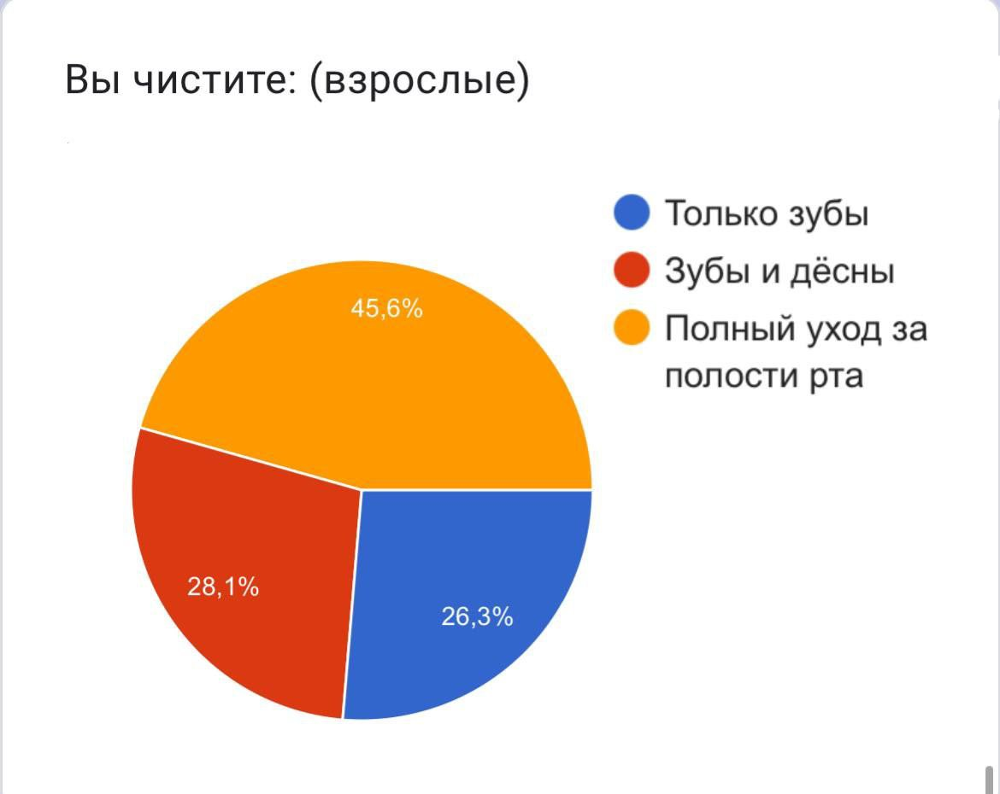 Вы чистите: (взрослые)
Только зубы
Зубы и дёсны
Полный уход за
полости рта
45,6%
28,1%
26,3%